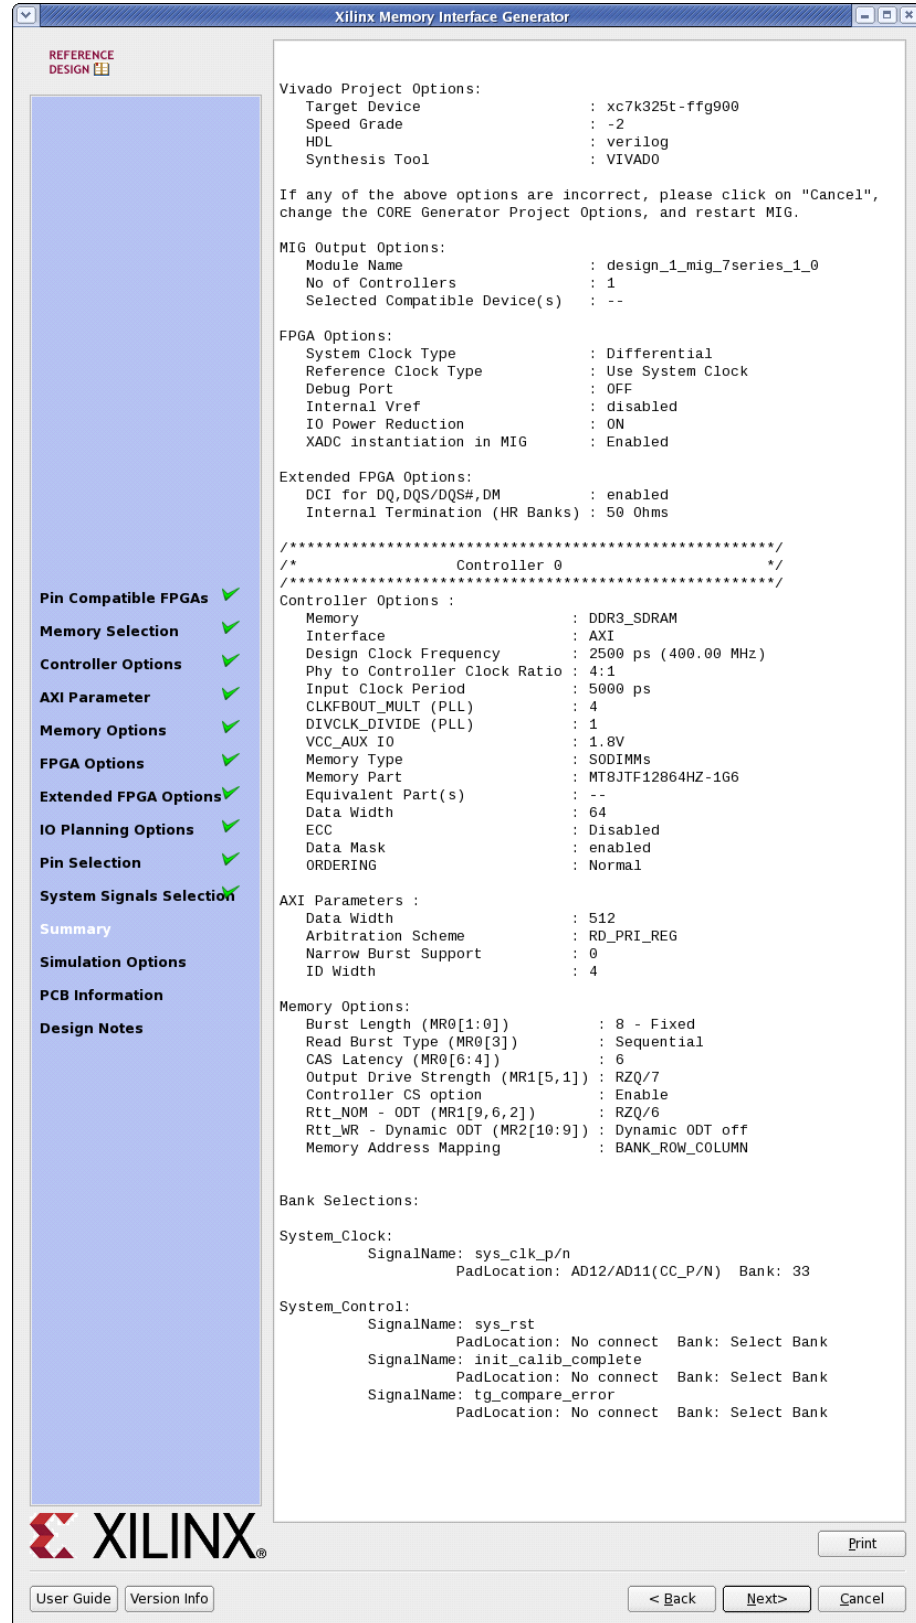 Xilinx Memory Interface Generator
REFERENCE
DESIGN
Pin Compatible FPGAs
Memory Selection
Controller Options
AXI Parameter
Memory Options
FPGA Options
Extended FPGA Options
IO Planning Options
Pin Selection
System Signals Selection
Summary
Simulation Options
PCB Information
Design Notes
Vivado Project Options:
Target Device : xc7k325t-ffg900
Speed Grade : -2
HDL : verilog
Synthesis Tool : VIVADO
If any of the above options are incorrect, please click on "Cancel",
change the CORE Generator Project Options, and restart MIG.
MIG Output Options:
Module Name : design_1_mig_7series_1_0
No of Controllers : 1
Selected Compatible Device(s) : --
FPGA Options:
System Clock Type : Differential
Reference Clock Type : Use System Clock
Debug Port : OFF
Internal Vref : disabled
IO Power Reduction : ON
XADC instantiation in MIG : Enabled
Extended FPGA Options:
DCI for DQ,DQS/DQS#,DM : enabled
Internal Termination (HR Banks) : 50 Ohms
/*******************************************************/
/* Controller 0 */
/*******************************************************/
Controller Options :
Memory : DDR3_SDRAM
Interface : AXI
Design Clock Frequency : 2500 ps (400.00 MHz)
Phy to Controller Clock Ratio : 4:1
Input Clock Period : 5000 ps
CLKFBOUT_MULT (PLL) : 4
DIVCLK_DIVIDE (PLL) : 1
VCC_AUX IO : 1.8V
Memory Type : SODIMMs
Memory Part : MT8JTF12864HZ-1G6
Equivalent Part(s) : --
Data Width : 64
ECC : Disabled
Data Mask : enabled
ORDERING : Normal
AXI Parameters :
Data Width : 512
Arbitration Scheme : RD_PRI_REG
Narrow Burst Support : 0
ID Width : 4
Memory Options:
Burst Length (MR0[1:0]) : 8 - Fixed
Read Burst Type (MR0[3]) : Sequential
CAS Latency (MR0[6:4]) : 6
Output Drive Strength (MR1[5,1]) : RZQ/7
Controller CS option : Enable
Rtt_NOM - ODT (MR1[9,6,2]) : RZQ/6
Rtt_WR - Dynamic ODT (MR2[10:9]) : Dynamic ODT off
Memory Address Mapping : BANK_ROW_COLUMN
Bank Selections:
System_Clock:
SignalName: sys_clk_p/n
PadLocation: AD12/AD11(CC_P/N) Bank: 33
System_Control:
SignalName: sys_rst
PadLocation: No connect Bank: Select Bank
SignalName: init_calib_complete
PadLocation: No connect Bank: Select Bank
SignalName: tg_compare_error
PadLocation: No connect Bank: Select Bank
XILINX®
Print
User Guide
Version Info
< Back
Next>
Cancel